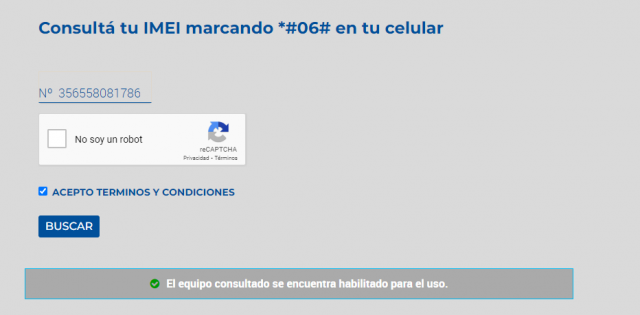 Consultá tu IMEI marcando *#06# en tu celular
Nº 356558081786
No soy un robot
reCAPTCHA
Privacidad - Términos
ACEPTO TERMINOS Y CONDICIONES
BUSCAR
El equipo consultado se encuentra habilitado para el uso.